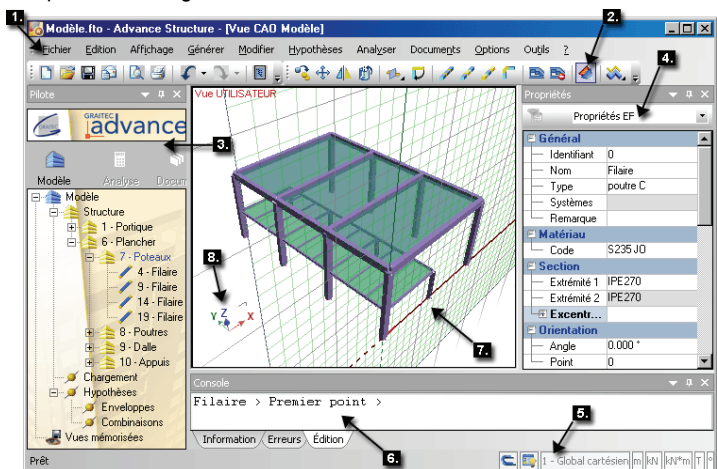 1.
Modèle.fto - Advance Structure - [Vue CAO Modèle]
2.
Fichier Edition Affichage Générer Modifier Hypothèses Analyser Documents Options Outils ?
Pilote
GRAITEC
advance
3.
Modèle Analyse Docum
Modèle
Structure
1 - Portique
6 - Plancher
7 - Poteaux
4 - Filaire
9 - Filaire
14 - Filaire
19 - Filaire
8 - Poutres
9 - Dalle
10 - Appuis
Chargement
Hypothèses
Enveloppes
Combinaisons
Vues mémorisées
Vue UTILISATEUR
8.
Y Z X
7.
Propriétés
4.
Propriétés EF
Général
Identifiant 0
Nom Filaire
Type poutre C
Systèmes
Remarque
Matériau
Code S235 JO
Section
Extrémité 1 IPE270
Extrémité 2 IPE270
Excentr...
Orientation
Angle 0.000 °
Point 0
Console
Filaire > Premier point >
5.
Information Erreurs Édition
6.
Prêt
1 - Global cartésien m kN kN*m T °